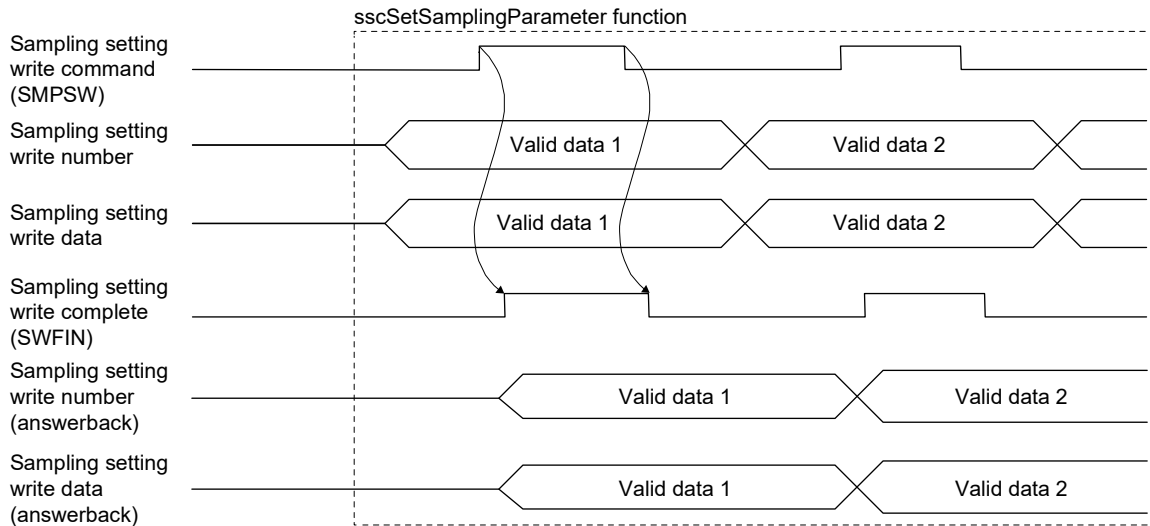 sscSetSamplingParameter function
Sampling setting
write command
(SMPSW)
Sampling setting
write number
Valid data 1
Valid data 2
Sampling setting
write data
Valid data 1
Valid data 2
Sampling setting
write complete
(SWFIN)
Sampling setting
write number
(answerback)
Valid data 1
Valid data 2
Sampling setting
write data
(answerback)
Valid data 1
Valid data 2